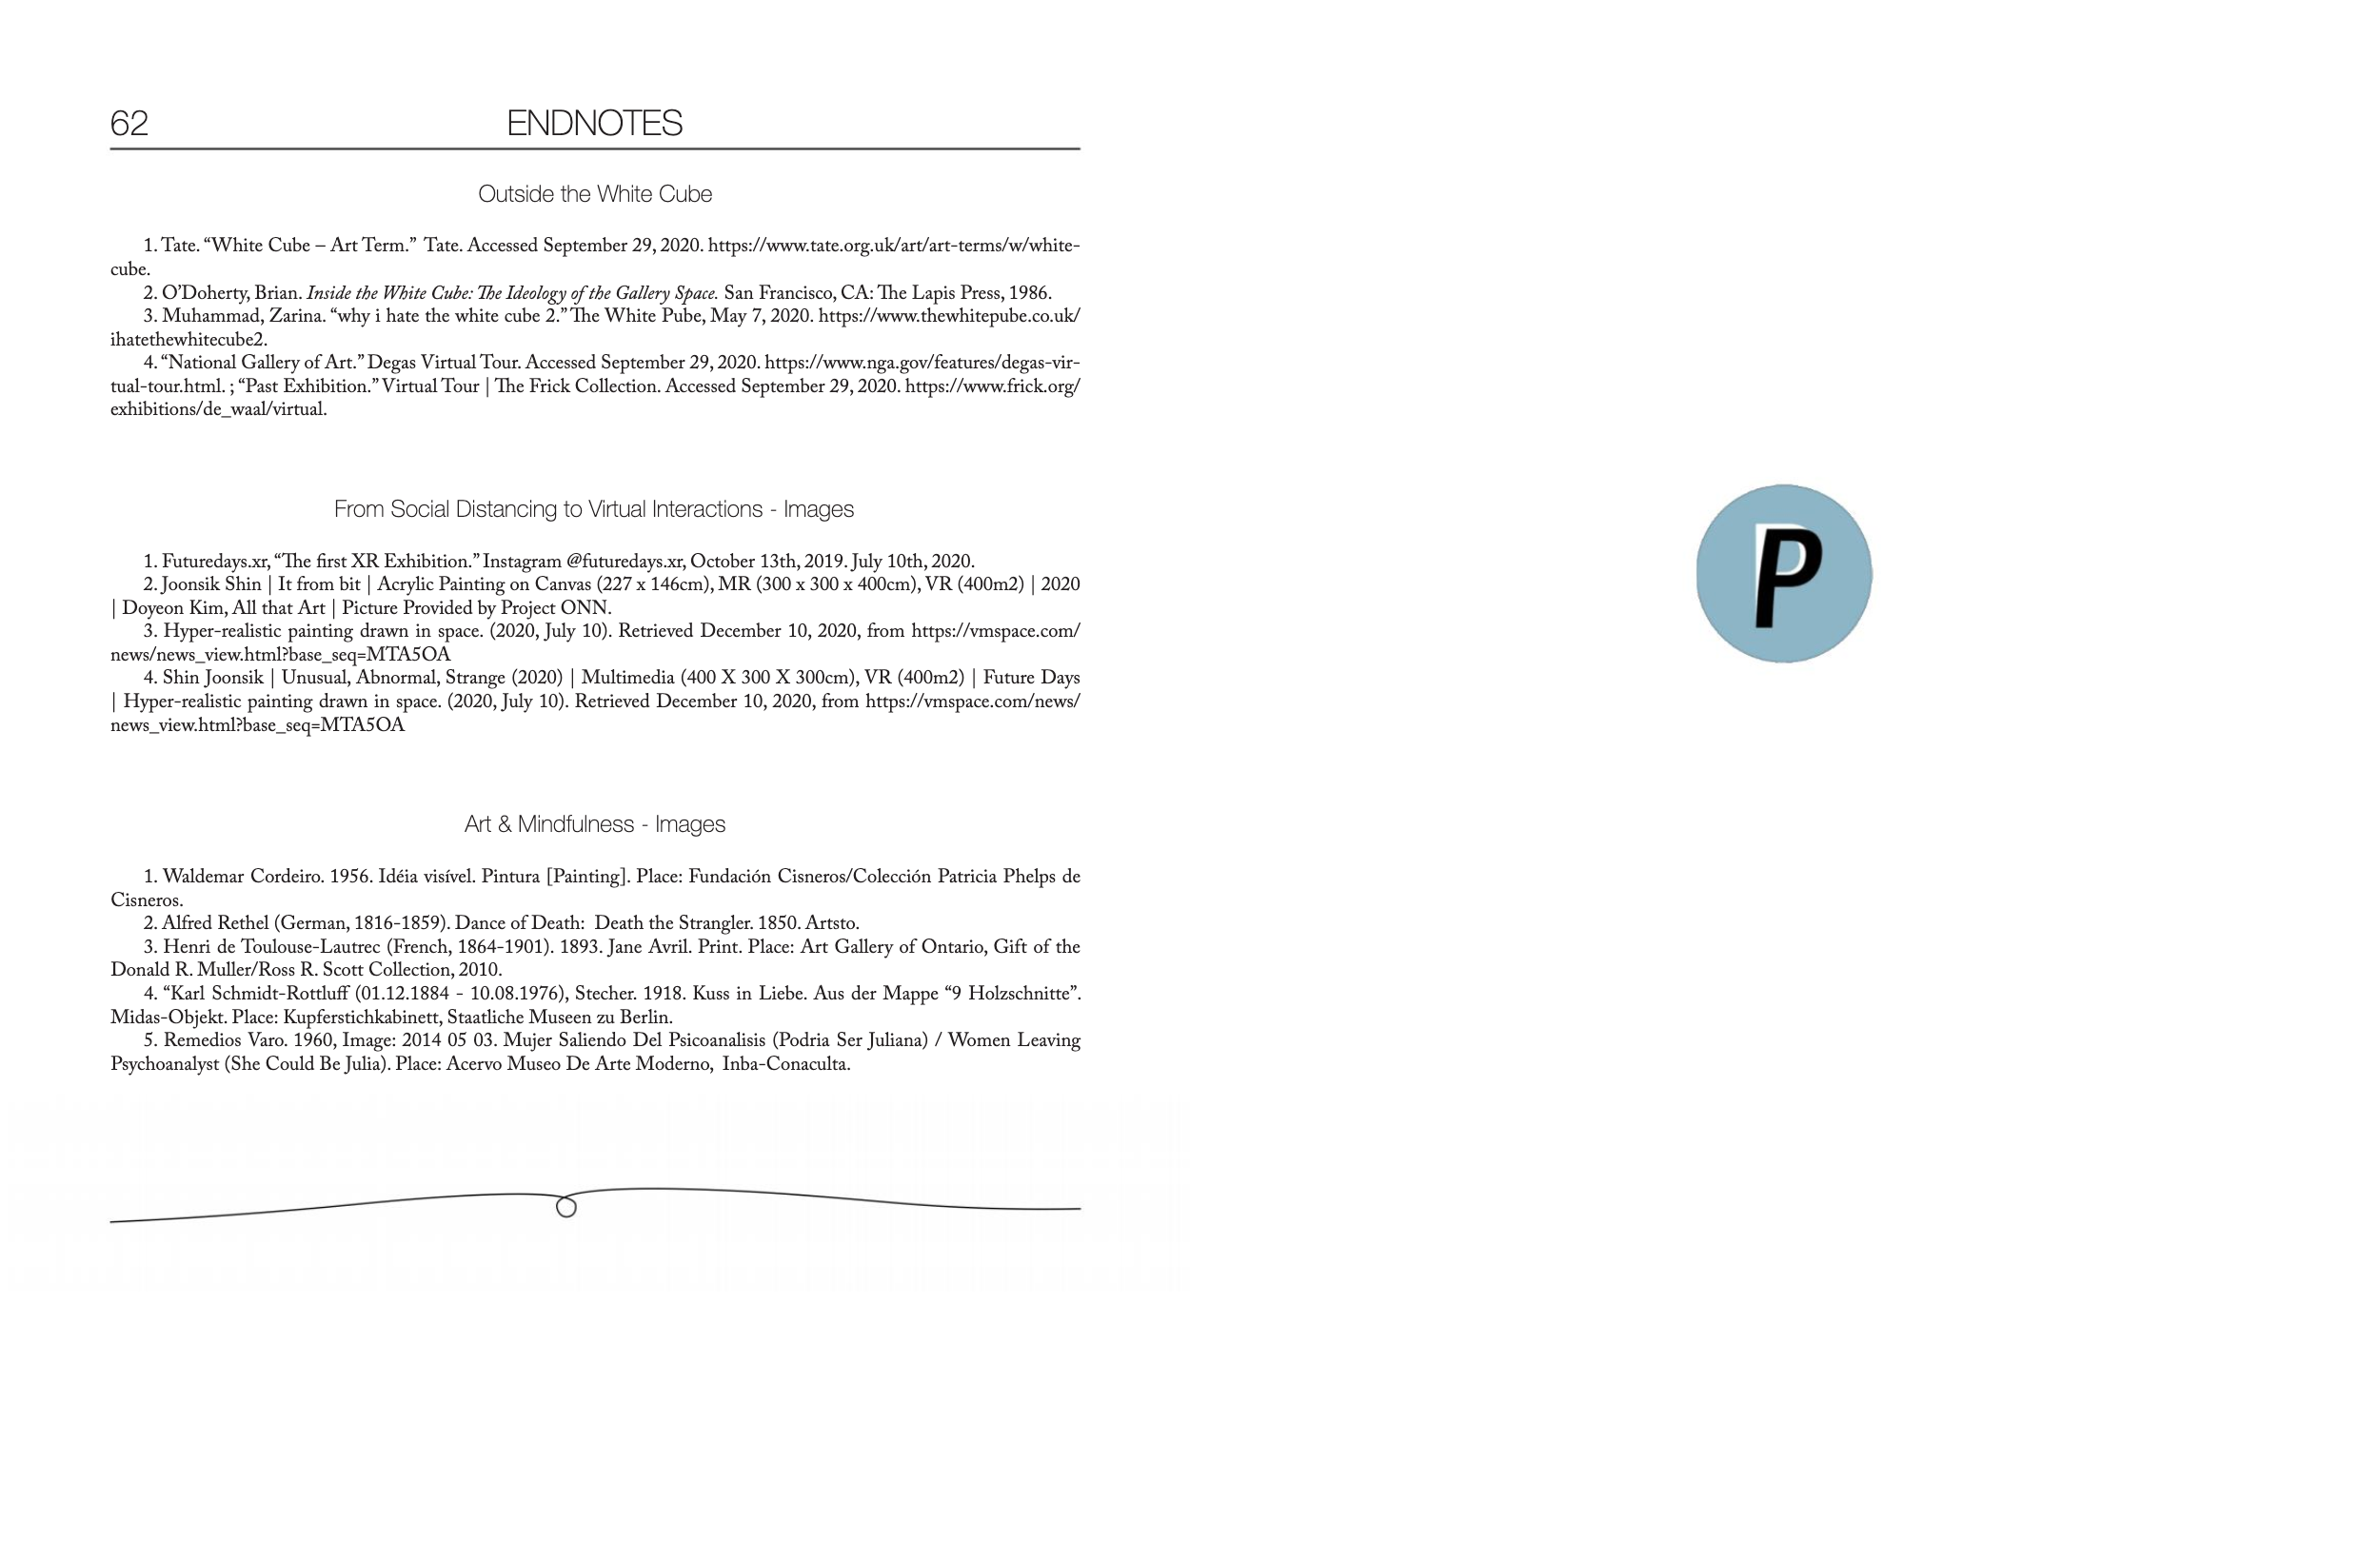 62
ENDNOTES
Outside the White Cube
1. Tate. “White Cube – Art Term.” Tate. Accessed September 29, 2020. https://www.tate.org.uk/art/art-terms/w/white-
cube.
2. O’Doherty, Brian. Inside the White Cube: The Ideology of the Gallery Space. San Francisco, CA: The Lapis Press, 1986.
3. Muhammad, Zarina. “why i hate the white cube 2.” The White Pube, May 7, 2020. https://www.thewhitepube.co.uk/
ihatethewhitecube2.
4. “National Gallery of Art.” Degas Virtual Tour. Accessed September 29, 2020. https://www.nga.gov/features/degas-vir-
tual-tour.html. ; “Past Exhibition.” Virtual Tour | The Frick Collection. Accessed September 29, 2020. https://www.frick.org/
exhibitions/de_waal/virtual.
From Social Distancing to Virtual Interactions - Images
1. Futuredays.xr, “The first XR Exhibition.” Instagram @futuredays.xr, October 13th, 2019. July 10th, 2020.
2. Joonsik Shin | It from bit | Acrylic Painting on Canvas (227 x 146cm), MR (300 x 300 x 400cm), VR (400m2) | 2020
| Doyeon Kim, All that Art | Picture Provided by Project ONN.
3. Hyper-realistic painting drawn in space. (2020, July 10). Retrieved December 10, 2020, from https://vmspace.com/
news/news_view.html?base_seq=MTA5OA
4. Shin Joonsik | Unusual, Abnormal, Strange (2020) | Multimedia (400 X 300 X 300cm), VR (400m2) | Future Days
| Hyper-realistic painting drawn in space. (2020, July 10). Retrieved December 10, 2020, from https://vmspace.com/news/
news_view.html?base_seq=MTA5OA
Art & Mindfulness - Images
1. Waldemar Cordeiro. 1956. Idéia visível. Pintura [Painting]. Place: Fundación Cisneros/Colección Patricia Phelps de
Cisneros.
2. Alfred Rethel (German, 1816-1859). Dance of Death:  Death the Strangler. 1850. Artsto.
3. Henri de Toulouse-Lautrec (French, 1864-1901). 1893. Jane Avril. Print. Place: Art Gallery of Ontario, Gift of the
Donald R. Muller/Ross R. Scott Collection, 2010.
4. “Karl Schmidt-Rottluff (01.12.1884 - 10.08.1976), Stecher. 1918. Kuss in Liebe. Aus der Mappe “9 Holzschnitte”.
Midas-Objekt. Place: Kupferstichkabinett, Staatliche Museen zu Berlin.
5. Remedios Varo. 1960, Image: 2014 05 03. Mujer Saliendo Del Psicoanalisis (Podria Ser Juliana) / Women Leaving
Psychoanalyst (She Could Be Julia). Place: Acervo Museo De Arte Moderno,  Inba-Conaculta.
P